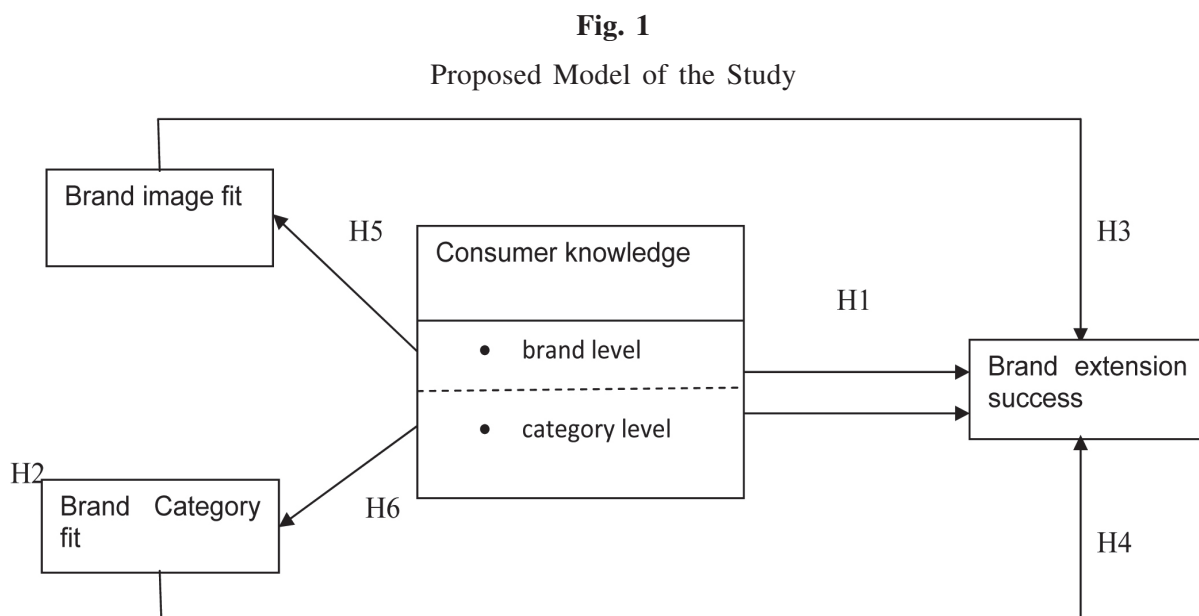 Fig. 1
Proposed Model of the Study
Brand image fit
H5
Consumer knowledge
H3
H1
• brand level
Brand extension
success
• category level
H2
Brand Category
fit
H6
H4